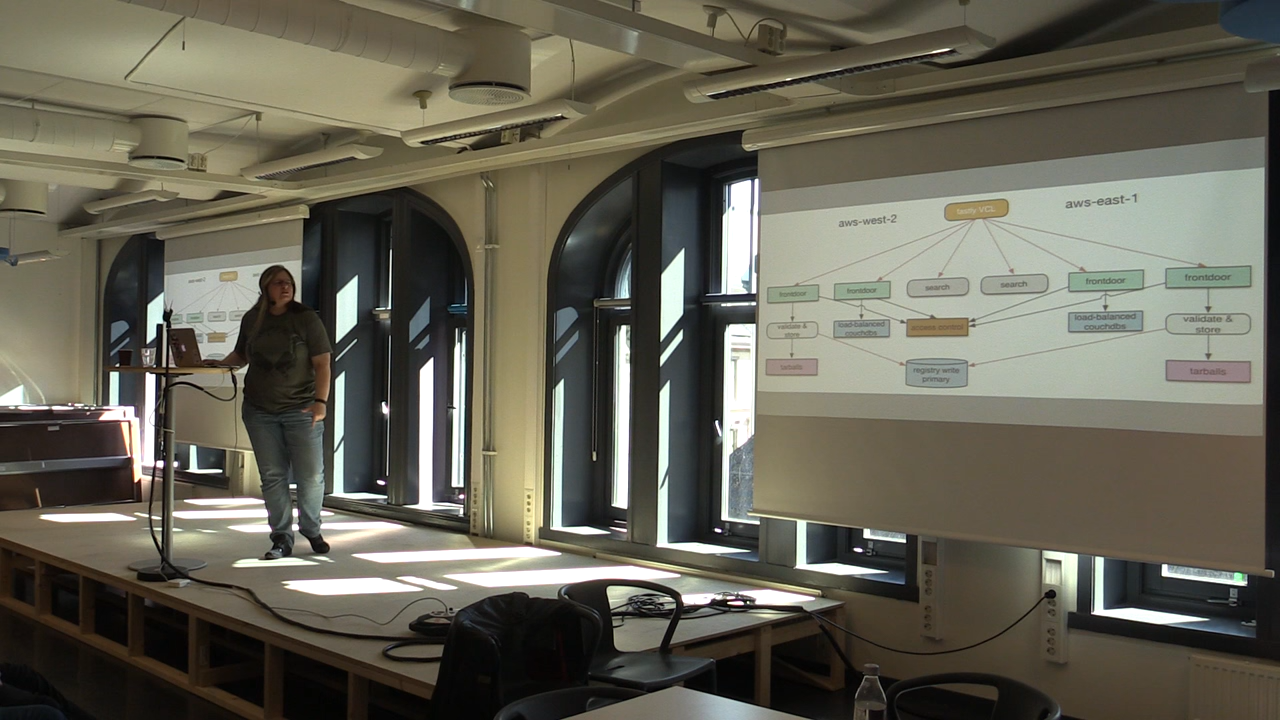 fastly VCL
aws-west-2
aws-east-1
frontdoor
frontdoor
search
search
frontdoor
frontdoor
validate &
store
load-balanced
couchdbs
access control
load-balanced
couchdbs
validate &
store
tarballs
registry write
primary
tarballs